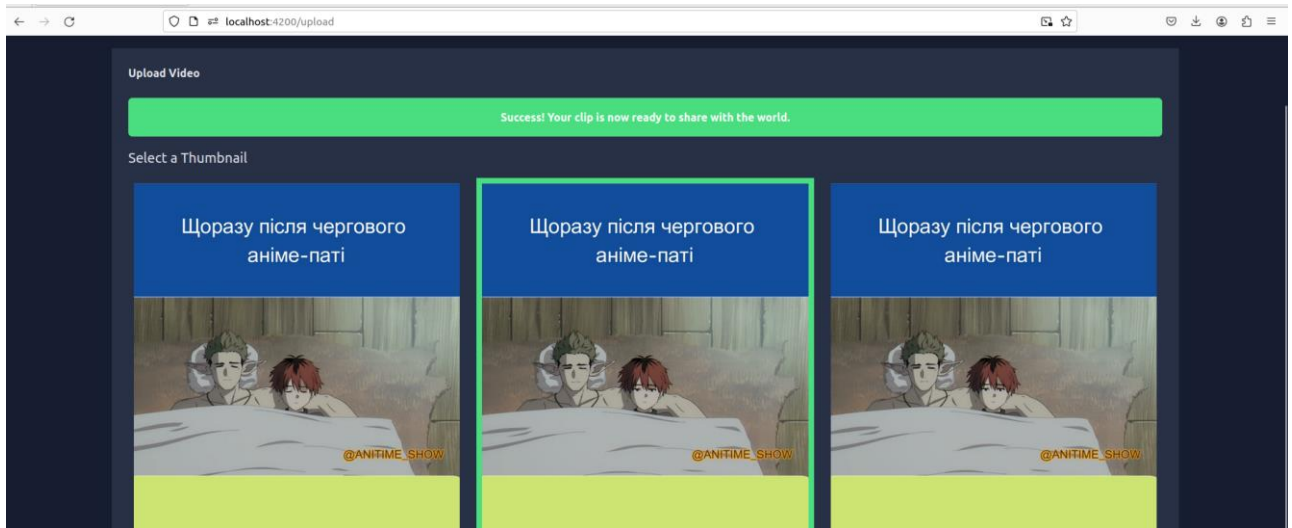 localhost:4200/upload
Upload Video
Success! Your clip is now ready to share with the world.
Select a Thumbnail
Щоразу після чергового
аніме-паті
@ANITIME_SHOW
Щоразу після чергового
аніме-паті
@ANITIME_SHOW
Щоразу після чергового
аніме-паті
@ANITIME_SHOW